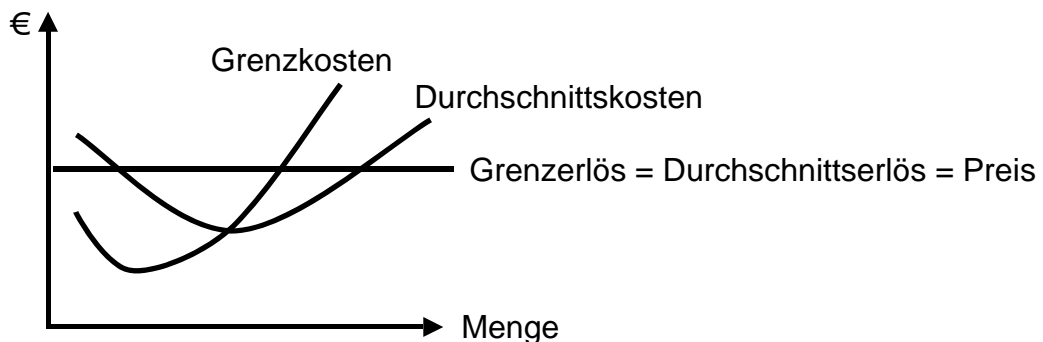 €
Grenzkosten
Durchschnittskosten
Grenzerlös = Durchschnittserlös = Preis
Menge